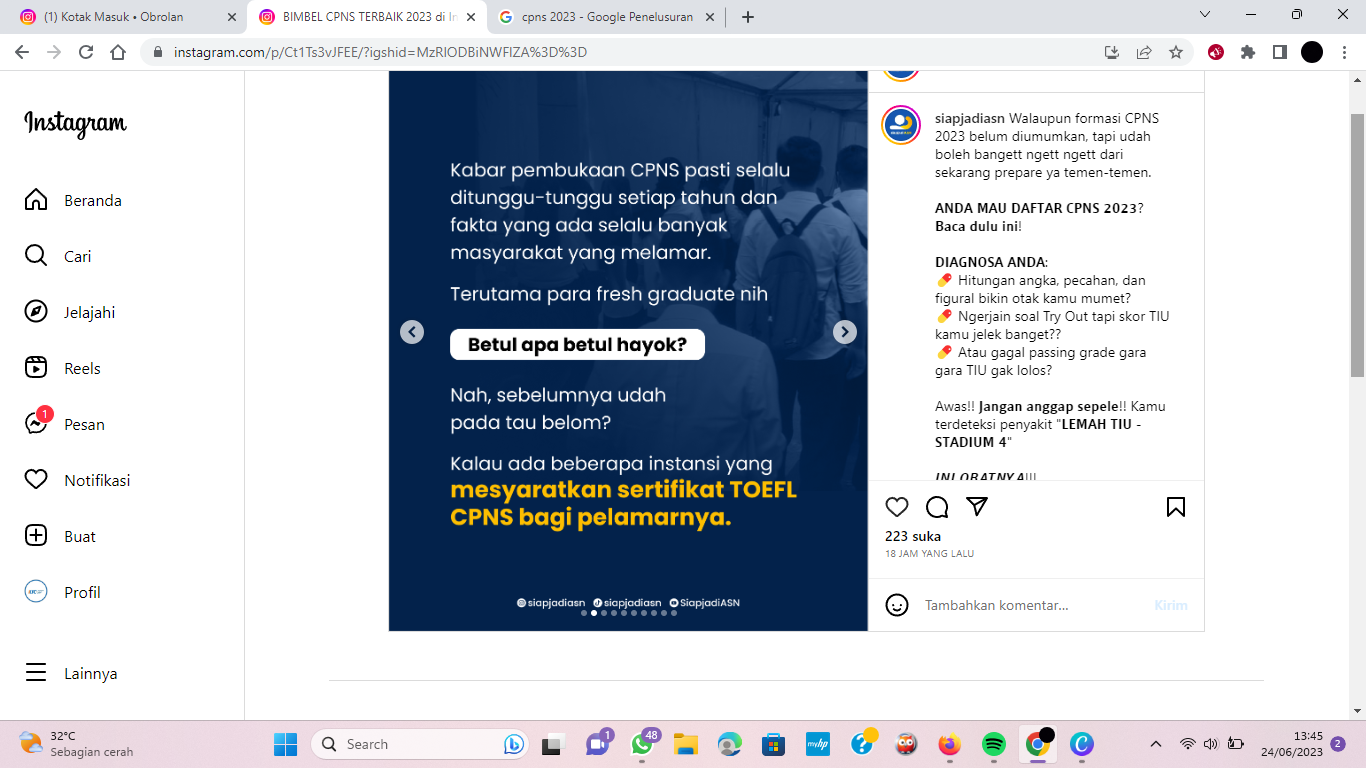 (1) Kotak Masuk • Obrolan
BIMBEL CPNS TERBAIK 2023 di In
cpns 2023 - Google Penelusuran
instagram.com/p/Ct1Ts3vJFEE/?igshid=MzRlODBiNWFlZA%3D%3D
Instagram
Beranda
Cari
Jelajahi
Reels
1
Pesan
Notifikasi
Buat
Profil
Lainnya
Kabar pembukaan CPNS pasti selalu
ditunggu-tunggu setiap tahun dan
fakta yang ada selalu banyak
masyarakat yang melamar.
Terutama para fresh graduate nih
Betul apa betul hayok?
Nah, sebelumnya udah
pada tau belom?
Kalau ada beberapa instansi yang
mesyaratkan sertifikat TOEFL
CPNS bagi pelamarnya.
siapjadiasn siapjadiasn SiapjadiASN
siapjadiasn Walaupun formasi CPNS
2023 belum diumumkan, tapi udah
boleh bangett ngett ngett dari
sekarang prepare ya temen-temen.
ANDA MAU DAFTAR CPNS 2023?
Baca dulu ini!
DIAGNOSA ANDA:
💊 Hitungan angka, pecahan, dan
figural bikin otak kamu mumet?
💊 Ngerjain soal Try Out tapi skor TIU
kamu jelek banget??
💊 Atau gagal passing grade gara
gara TIU gak lolos?
Awas!! Jangan anggap sepele!! Kamu
terdeteksi penyakit "LEMAH TIU -
STADIUM 4"
INI OBATNYA!!!
223 suka
18 JAM YANG LALU
Tambahkan komentar...
Kirim
32°C
Sebagian cerah
Search
1
48
myhp
13:45
24/06/2023
2